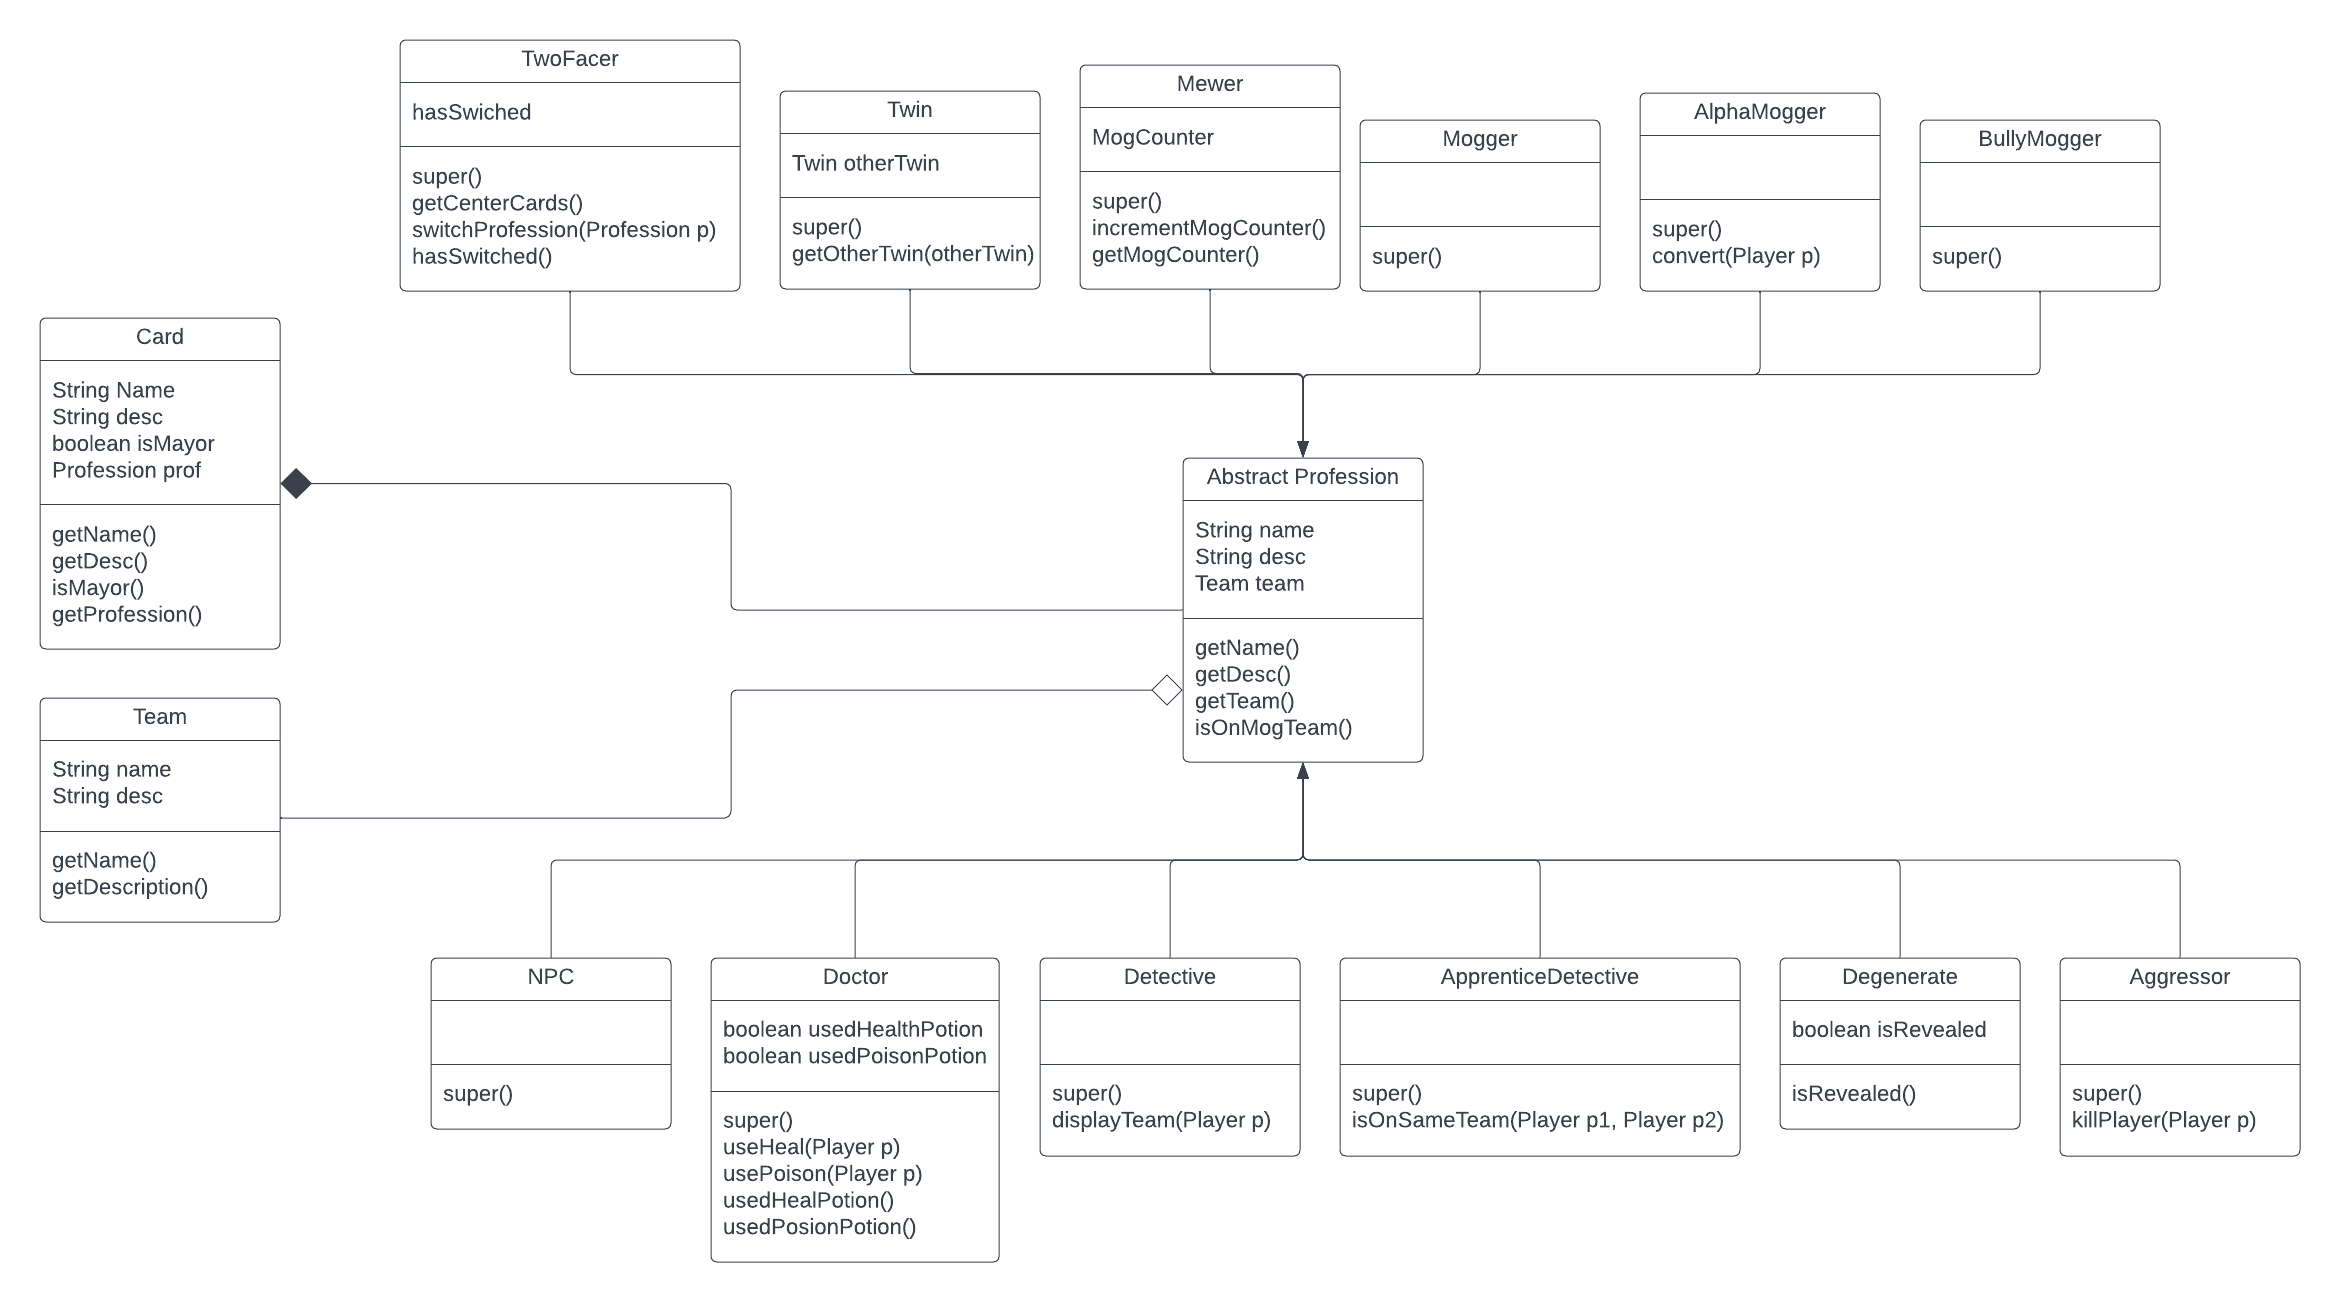 TwoFacer
hasSwiched
super()
getCenterCards()
switchProfession(Profession p)
hasSwitched()
Twin
Twin otherTwin
super()
getOtherTwin(otherTwin)
Mewer
MogCounter
super()
incrementMogCounter()
getMogCounter()
Mogger
super()
AlphaMogger
super()
convert(Player p)
BullyMogger
super()
Card
String Name
String desc
boolean isMayor
Profession prof
getName()
getDesc()
isMayor()
getProfession()
Abstract Profession
String name
String desc
Team team
getName()
getDesc()
getTeam()
isOnMogTeam()
Team
String name
String desc
getName()
getDescription()
NPC
super()
Doctor
boolean usedHealthPotion
boolean usedPoisonPotion
super()
useHeal(Player p)
usePoison(Player p)
usedHealPotion()
usedPosionPotion()
Detective
super()
displayTeam(Player p)
ApprenticeDetective
super()
isOnSameTeam(Player p1, Player p2)
Degenerate
boolean isRevealed
isRevealed()
Aggressor
super()
killPlayer(Player p)